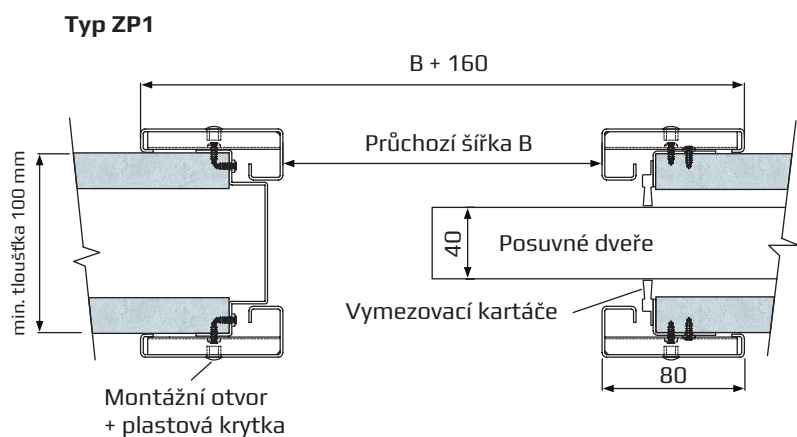 Typ ZP1
B + 160
Průchozí šířka B
min. tloušťka 100 mm
40
Posuvné dveře
Vymezovací kartáče
80
Montážní otvor
+ plastová krytka